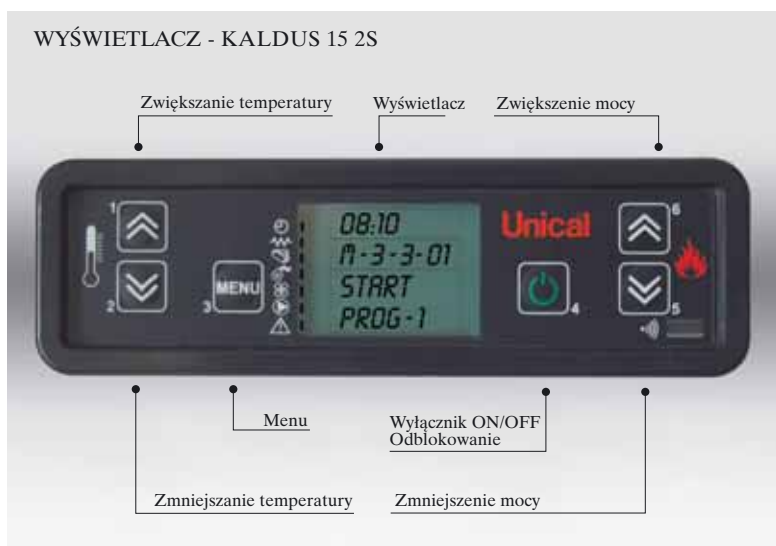 WYŚWIETLACZ - KALDUS 15 2S
Zwiększanie temperatury
Wyświetlacz
Zwiększenie mocy
1
2
MENU
3
08:10
M-3-3-01
START
PROG-1
Unical
4
6
5
Menu
Wyłącznik ON/OFF
Odblokowanie
Zmniejszanie temperatury
Zmniejszenie mocy